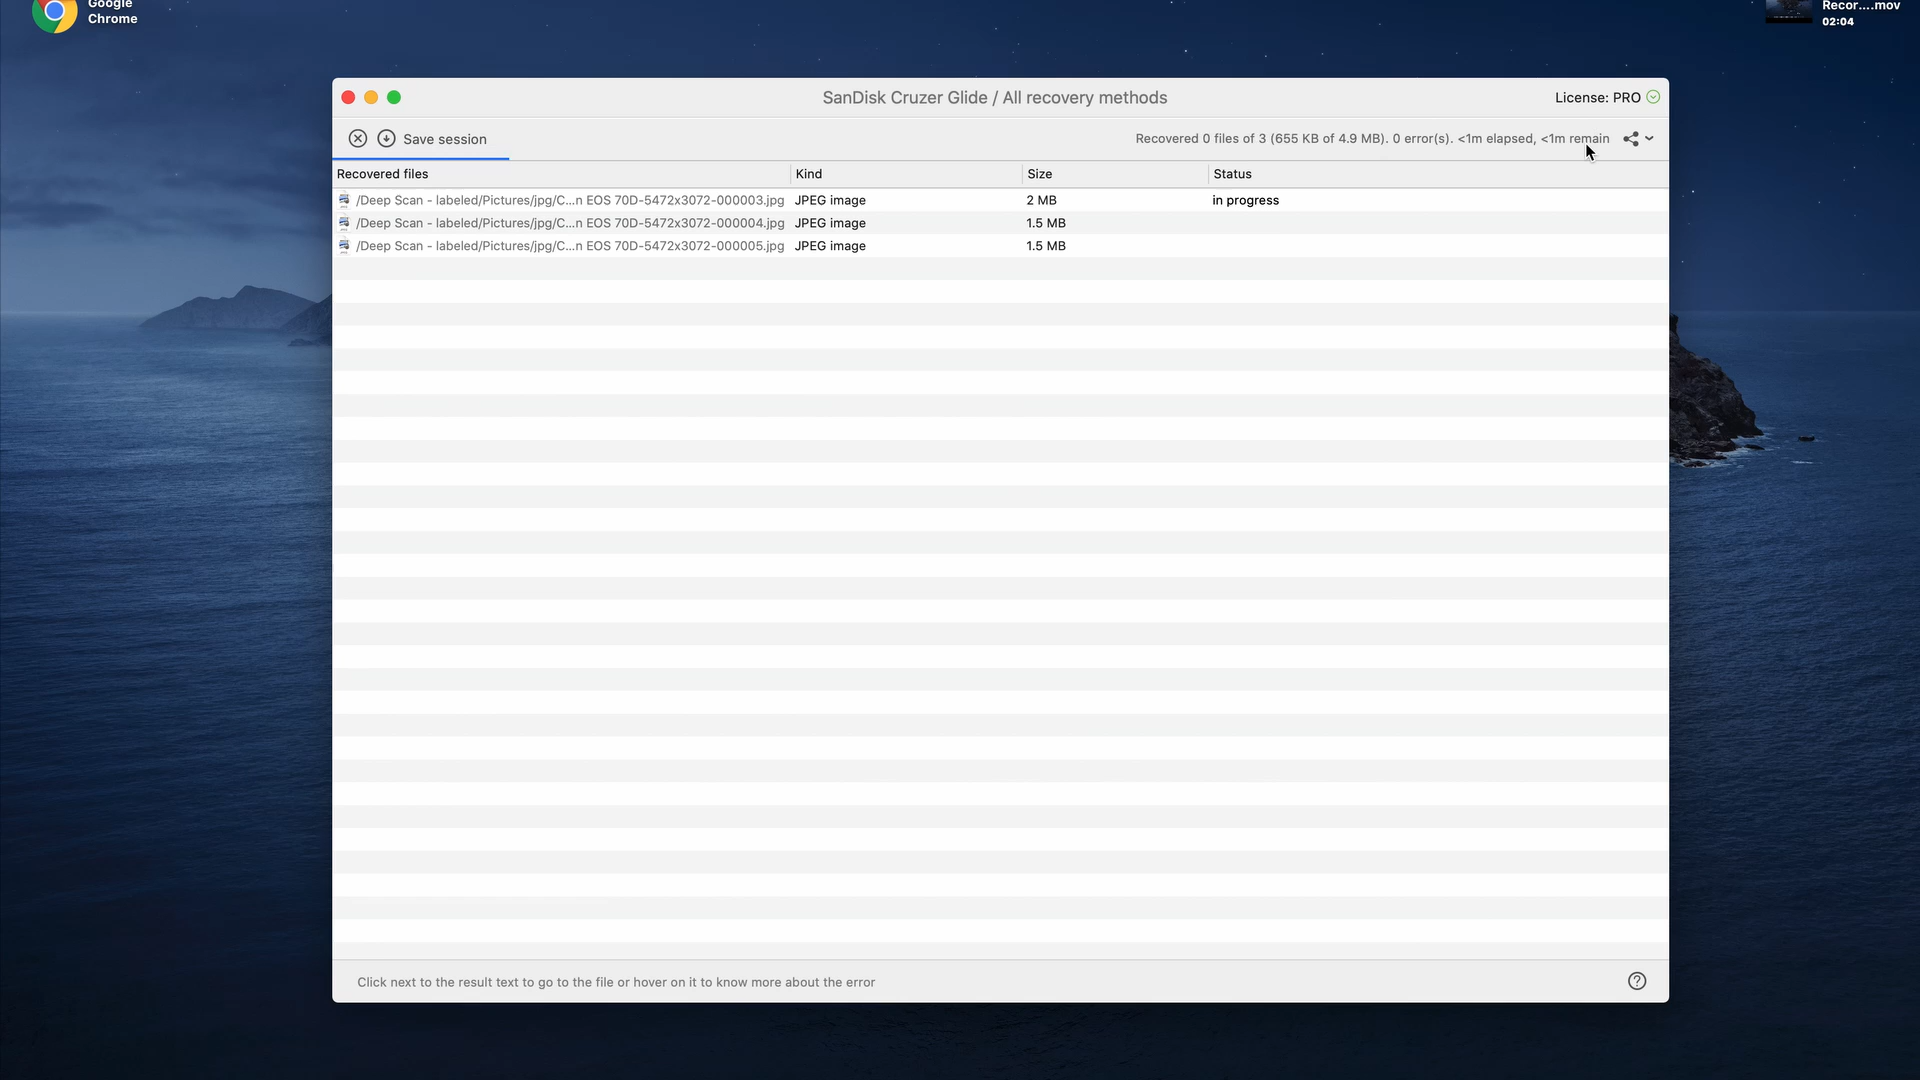 Google
Chrome
Recor....mov
02:04
SanDisk Cruzer Glide / All recovery methods
License: PRO
Save session
Recovered 0 files of 3 (655 KB of 4.9 MB). 0 error(s). <1m elapsed, <1m remain
Recovered files Kind Size Status
/Deep Scan - labeled/Pictures/jpg/C...n EOS 70D-5472x3072-000003.jpg JPEG image 2 MB in progress
/Deep Scan - labeled/Pictures/jpg/C...n EOS 70D-5472x3072-000004.jpg JPEG image 1.5 MB
/Deep Scan - labeled/Pictures/jpg/C...n EOS 70D-5472x3072-000005.jpg JPEG image 1.5 MB
Click next to the result text to go to the file or hover on it to know more about the error
?